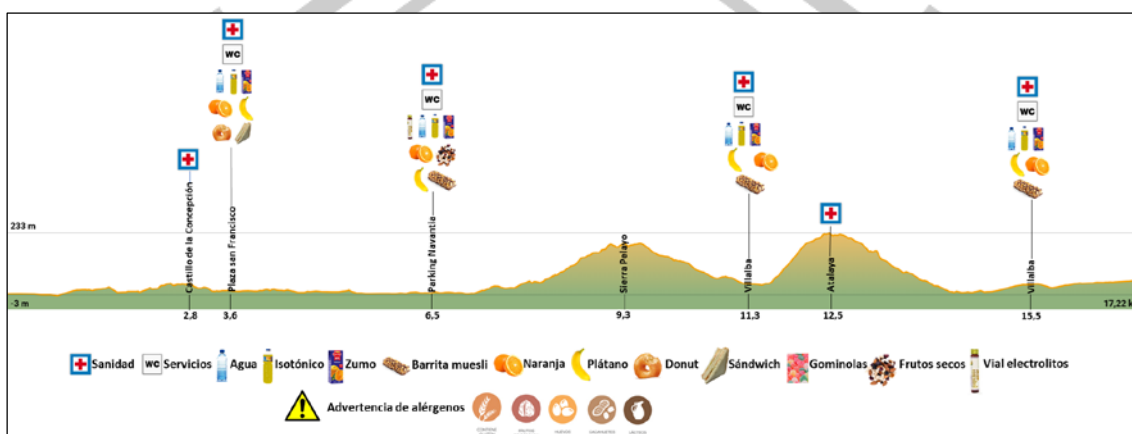 WC
WC
WC
WC
233 m
-3 m
17,22 k
Castillo de la Concepción
Plaza san Francisco
Parking Navantia
Sierra Pelayo
Villalba
Atalaya
Villalba
2,8
3,6
6,5
9,3
11,3
12,5
15,5
Sanidad WC Servicios Agua Isotónico Zumo Barrita muesli Naranja Plátano Donut Sándwich Gominolas Frutos secos Vial electrolitos
Advertencia de alérgenos